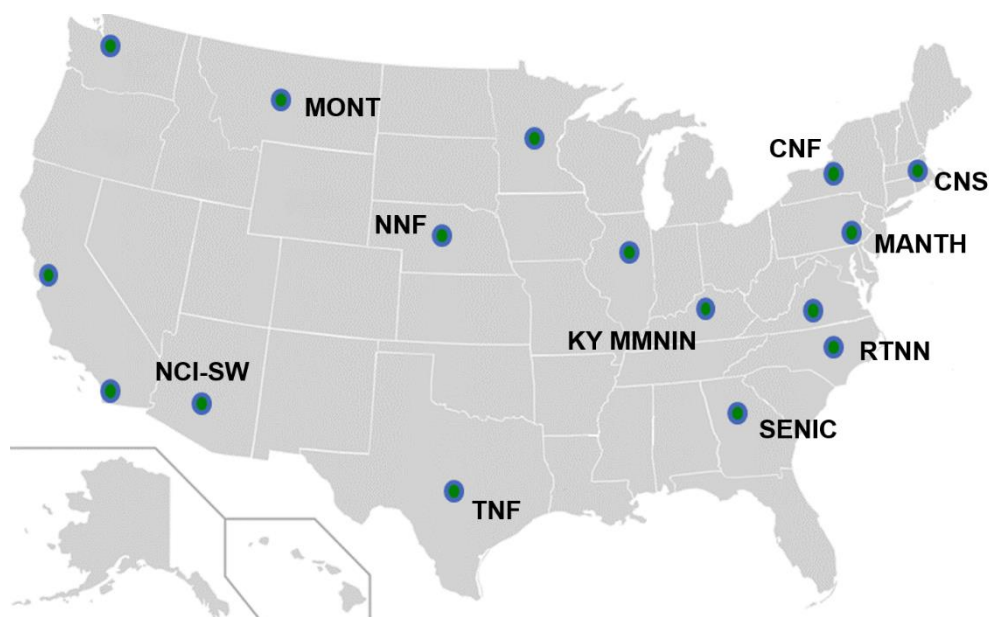 MONT
CNF
CNS
NNF
MANTH
KY MMNIN
RTNN
NCI-SW
SENIC
TNF